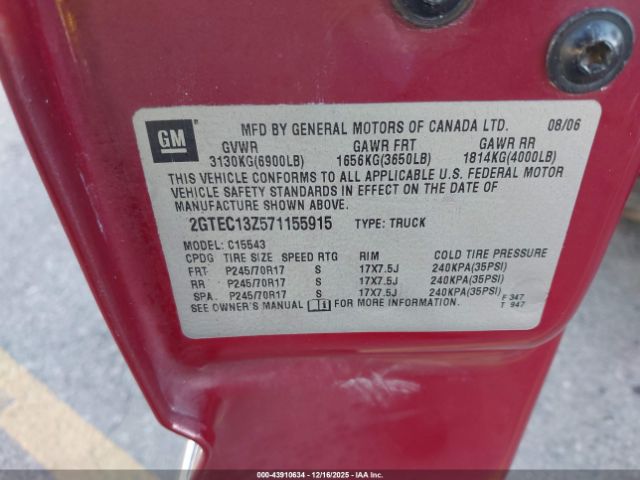 GM
MFD BY GENERAL MOTORS OF CANADA LTD. 08/06
GVWR GAWR FRT GAWR RR
3130KG(6900LB) 1656KG(3650LB) 1814KG(4000LB)
THIS VEHICLE CONFORMS TO ALL APPLICABLE U.S. FEDERAL MOTOR
VEHICLE SAFETY STANDARDS IN EFFECT ON THE DATE OF
MANUFACTURE SHOWN ABOVE.
2GTEC13Z571155915 TYPE: TRUCK
MODEL: C15543
CPDG TIRE SIZE SPEED RTG RIM COLD TIRE PRESSURE
FRT P245/70R17 S 17X7.5J 240KPA(35PSI)
RR P245/70R17 S 17X7.5J 240KPA(35PSI)
SPA P245/70R17 S 17X7.5J 240KPA(35PSI)
SEE OWNER'S MANUAL FOR MORE INFORMATION. F 347
T 947
000-43910634 - 12/16/2025 - IAA Inc.